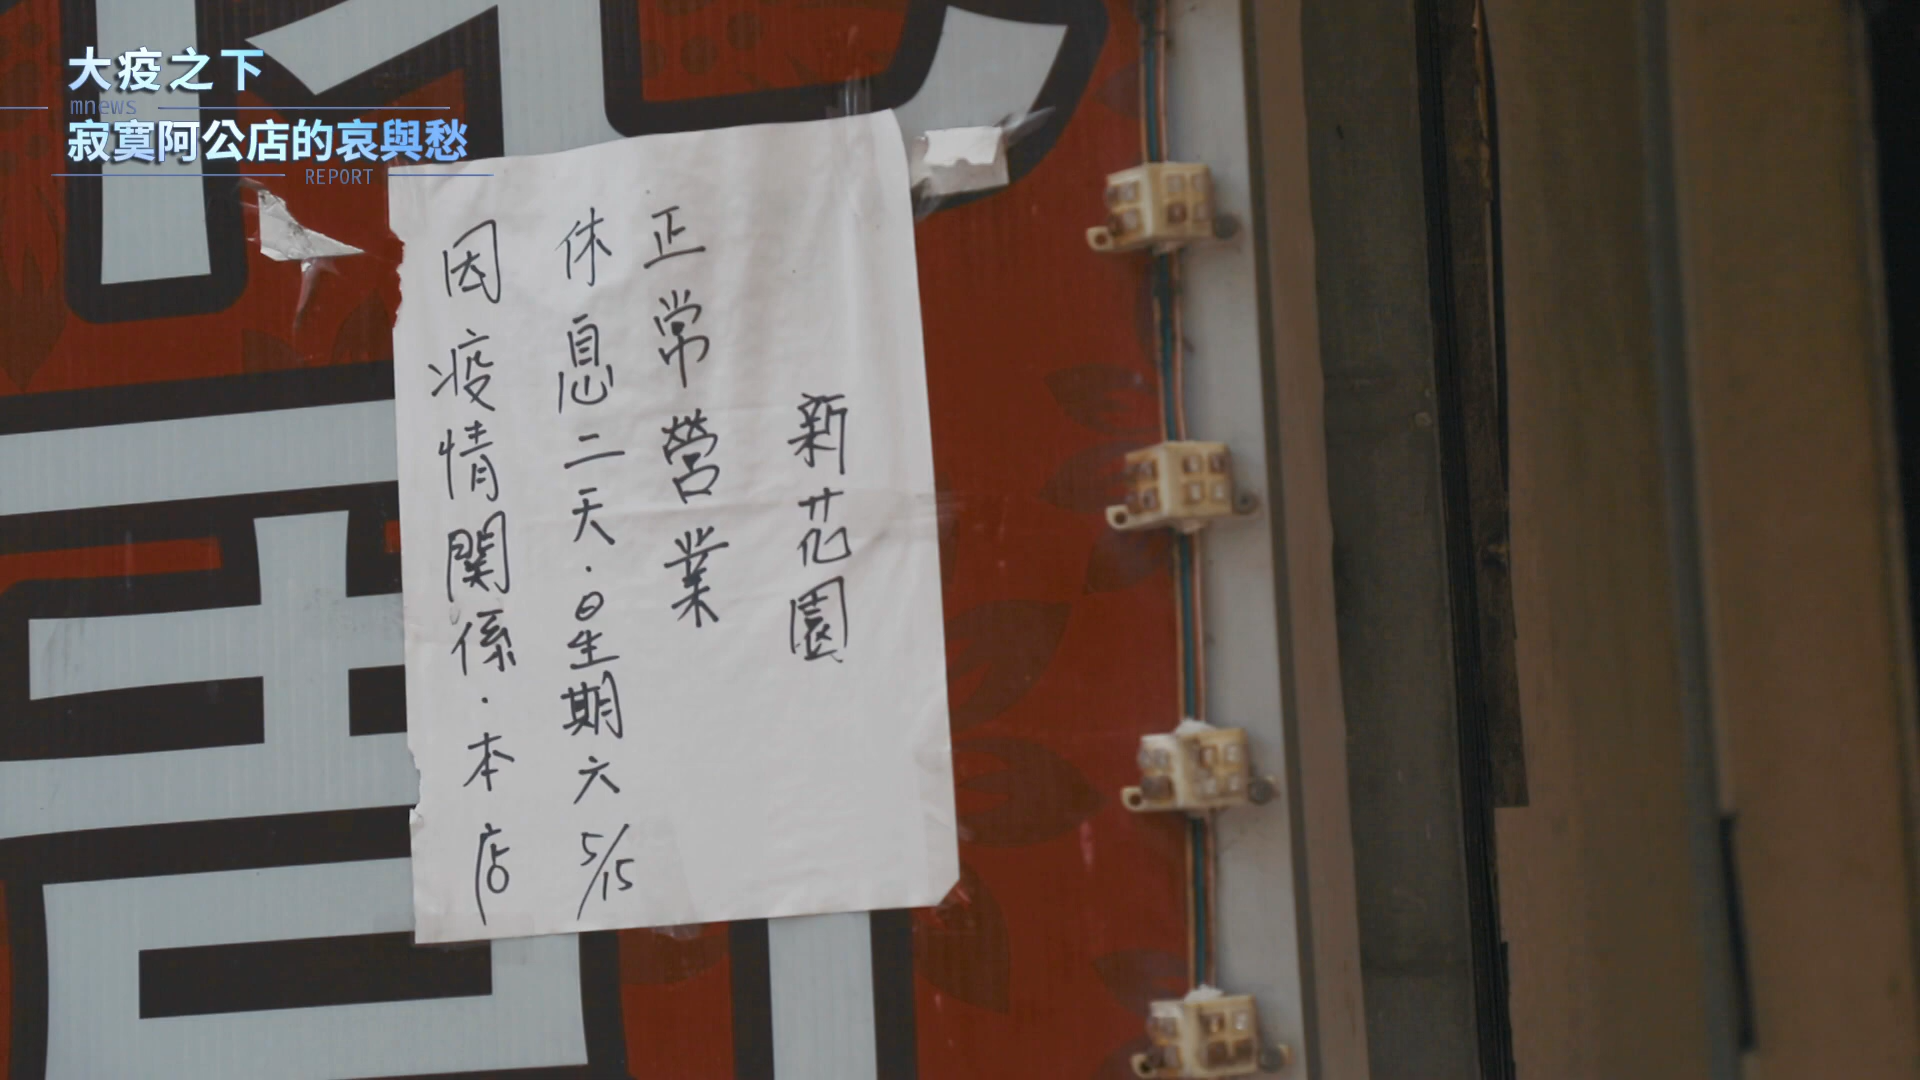 大疫之下
mnews
寂寞阿公店的哀與愁
REPORT
因疫情関係.本店
休息二天.星期六 5/15
正常營業
新花園